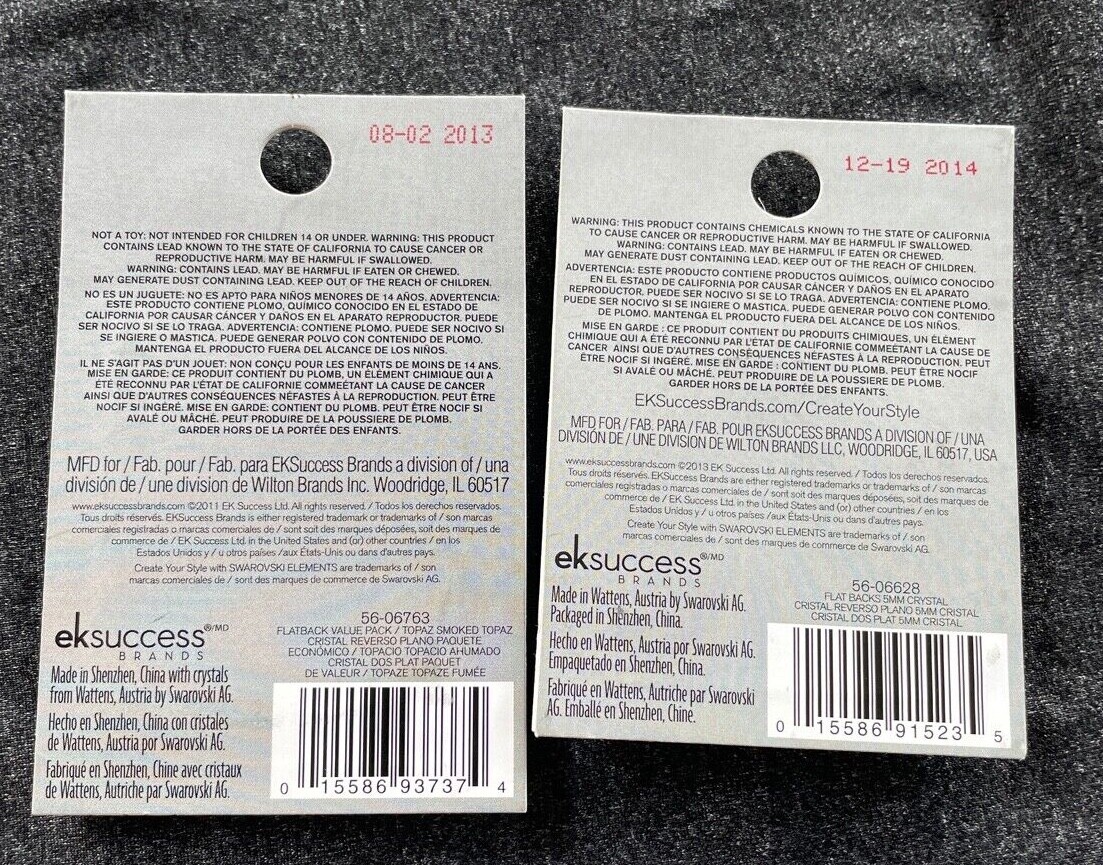 08-02 2013
NOT A TOY: NOT INTENDED FOR CHILDREN 14 OR UNDER. WARNING: THIS PRODUCT
CONTAINS LEAD KNOWN TO THE STATE OF CALIFORNIA TO CAUSE CANCER OR
REPRODUCTIVE HARM. MAY BE HARMFUL IF SWALLOWED.
WARNING: CONTAINS LEAD. MAY BE HARMFUL IF EATEN OR CHEWED.
MAY GENERATE DUST CONTAINING LEAD. KEEP OUT OF THE REACH OF CHILDREN.
NO ES UN JUGUETE: NO ES APTO PARA NIÑOS MENORES DE 14 AÑOS. ADVERTENCIA:
ESTE PRODUCTO CONTIENE PLOMO, QUÍMICO CONOCIDO EN EL ESTADO DE
CALIFORNIA POR CAUSAR CÁNCER Y DAÑOS EN EL APARATO REPRODUCTOR. PUEDE
SER NOCIVO SI SE LO TRAGA. ADVERTENCIA: CONTIENE PLOMO. PUEDE SER NOCIVO SI
SE INGIERE O MASTICA. PUEDE GENERAR POLVO CON CONTENIDO DE PLOMO.
MANTENGA EL PRODUCTO FUERA DEL ALCANCE DE LOS NIÑOS.
IL NE S'AGIT PAS D'UN JOUET: NON CONÇU POUR LES ENFANTS DE MOINS DE 14 ANS.
MISE EN GARDE: CE PRODUIT CONTIENT DU PLOMB, UN ELÉMENT CHIMIQUE QUI A
ÉTÉ RECONNU PAR L'ÉTAT DE CALIFORNIE COMMEÉTANT LA CAUSE DE CANCER
AINSI QUE D'AUTRES CONSÉQUENCES NÉFASTES À LA REPRODUCTION. PEUT ÊTRE
NOCIF SI INGÉRÉ. MISE EN GARDE: CONTIENT DU PLOMB. PEUT ÊTRE NOCIF SI
AVALÉ OU MÂCHÉ. PEUT PRODUIRE DE LA POUSSIERE DE PLOMB.
GARDER HORS DE LA PORTÉE DES ENFANTS.
MFD for / Fab. pour / Fab. para EKSuccess Brands a division of / una
división de / une division de Wilton Brands Inc. Woodridge, IL 60517
www.eksuccessbrands.com ©2011 EK Success Ltd. All rights reserved. / Todos los derechos reservados.
Tous droits réservés. EKSuccess Brands is either registered trademark or trademarks of / son marcas
comerciales registradas o marcas comerciales de / sont soit des marques déposées, soit des marques de
commerce de / EK Success Ltd. in the United States and (or) other countries / en los
Estados Unidos y / u otros países /aux États-Unis ou dans d'autres pays.
Create Your Style with SWAROVSKI ELEMENTS are trademarks of / son
marcas comerciales de / sont des marques de commerce de Swarovski AG.
eksuccess®/MD
BRANDS
Made in Shenzhen, China with crystals
from Wattens, Austria by Swarovski AG.
Hecho en Shenzhen, China con cristales
de Wattens, Austria por Swarovski AG.
Fabriqué en Shenzhen, Chine avec cristaux
de Wattens, Autriche par Swarovski AG.
56-06763
FLATBACK VALUE PACK / TOPAZ SMOKED TOPAZ
CRISTAL REVERSO PLANO PAQUETE
ECONÓMICO / TOPACIO TOPACIO AHUMADO
CRISTAL DOS PLAT PAQUET
DE VALEUR / TOPAZE TOPAZE FUMÉE
0 15586 93737 4
12-19 2014
WARNING: THIS PRODUCT CONTAINS CHEMICALS KNOWN TO THE STATE OF CALIFORNIA
TO CAUSE CANCER OR REPRODUCTIVE HARM. MAY BE HARMFUL IF SWALLOWED.
WARNING: CONTAINS LEAD. MAY BE HARMFUL IF EATEN OR CHEWED.
MAY GENERATE DUST CONTAINING LEAD. KEEP OUT OF THE REACH OF CHILDREN.
ADVERTENCIA: ESTE PRODUCTO CONTIENE PRODUCTOS QUÍMICOS, QUÍMICO CONOCIDO
EN EL ESTADO DE CALIFORNIA POR CAUSAR CÁNCER Y DAÑOS EN EL APARATO
REPRODUCTOR. PUEDE SER NOCIVO SI SE LO TRAGA. ADVERTENCIA: CONTIENE PLOMO.
PUEDE SER NOCIVO SI SE INGIERE O MASTICA. PUEDE GENERAR POLVO CON CONTENIDO
DE PLOMO. MANTENGA EL PRODUCTO FUERA DEL ALCANCE DE LOS NIÑOS.
MISE EN GARDE : CE PRODUIT CONTIENT DU PRODUITS CHIMIQUES, UN ÉLEMENT
CHIMIQUE QUI A ÉTÉ RECONNU PAR L'ÉTAT DE CALIFORNIE COMMEÉTANT LA CAUSE DE
CANCER AINSI QUE D'AUTRES CONSÉQUENCES NÉFASTES À LA REPRODUCTION. PEUT
ÊTRE NOCIF SI INGÉRÉ. MISE EN GARDE : CONTIENT DU PLOMB. PEUT ÊTRE NOCIF
SI AVALÉ OU MÂCHÉ. PEUT PRODUIRE DE LA POUSSIERE DE PLOMB.
GARDER HORS DE LA PORTÉE DES ENFANTS.
EKSuccessBrands.com/CreateYourStyle
MFD FOR / FAB. PARA / FAB. POUR EKSUCCESS BRANDS A DIVISION OF / UNA
DIVISIÓN DE / UNE DIVISION DE WILTON BRANDS LLC, WOODRIDGE, IL 60517, USA
www.eksuccessbrands.com ©2013 EK Success Ltd. All rights reserved. / Todos los derechos reservados.
Tous droits réservés. EKSuccess Brands are either registered trademarks or trademarks of / son marcas
comerciales registradas o marcas comerciales de / sont soit des marques déposées, soit des marques de
commerce de / EK Success Ltd. in the United States and (or) other countries / en los
Estados Unidos y / u otros países /aux États-Unis ou dans d'autres pays.
Create Your Style with SWAROVSKI ELEMENTS are trademarks of / son
marcas comerciales de / sont des marques de commerce de Swarovski AG.
eksuccess®/MD
BRANDS
Made in Wattens, Austria by Swarovski AG.
Packaged in Shenzhen, China.
Hecho en Wattens, Austria por Swarovski AG.
Empaquetado en Shenzhen, China.
Fabriqué en Wattens, Autriche par Swarovski
AG. Emballé en Shenzhen, Chine.
56-06628
FLAT BACKS 5MM CRYSTAL
CRISTAL REVERSO PLANO 5MM CRISTAL
CRISTAL DOS PLAT 5MM CRISTAL
0 15586 91523 5